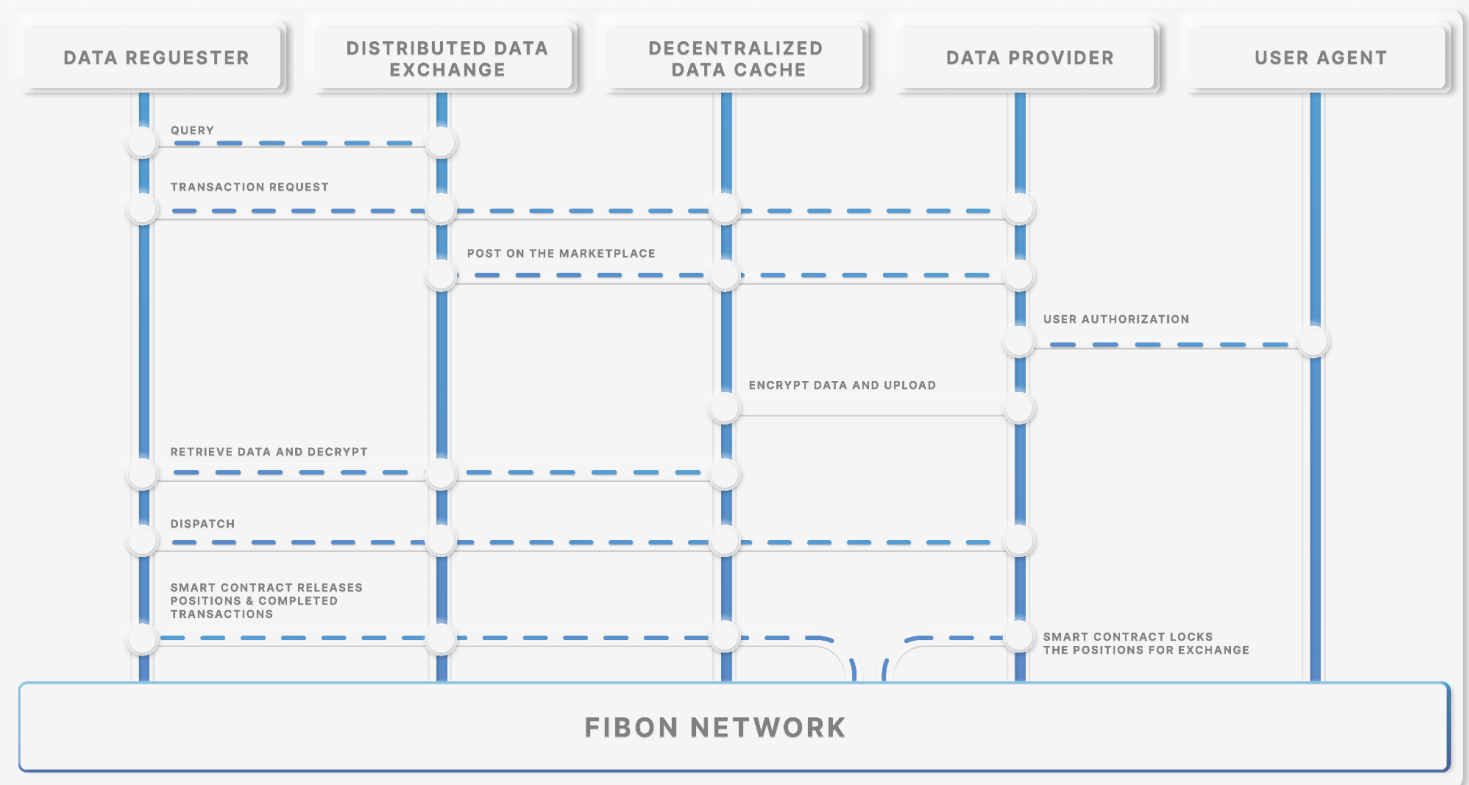 DATA REGUESTER
DISTRIBUTED DATA
EXCHANGE
DECENTRALIZED
DATA CACHE
DATA PROVIDER
USER AGENT
QUERY
TRANSACTION REQUEST
POST ON THE MARKETPLACE
USER AUTHORIZATION
ENCRYPT DATA AND UPLOAD
RETRIEVE DATA AND DECRYPT
DISPATCH
SMART CONTRACT RELEASES
POSITIONS & COMPLETED
TRANSACTIONS
SMART CONTRACT LOCKS
THE POSITIONS FOR EXCHANGE
FIBON NETWORK